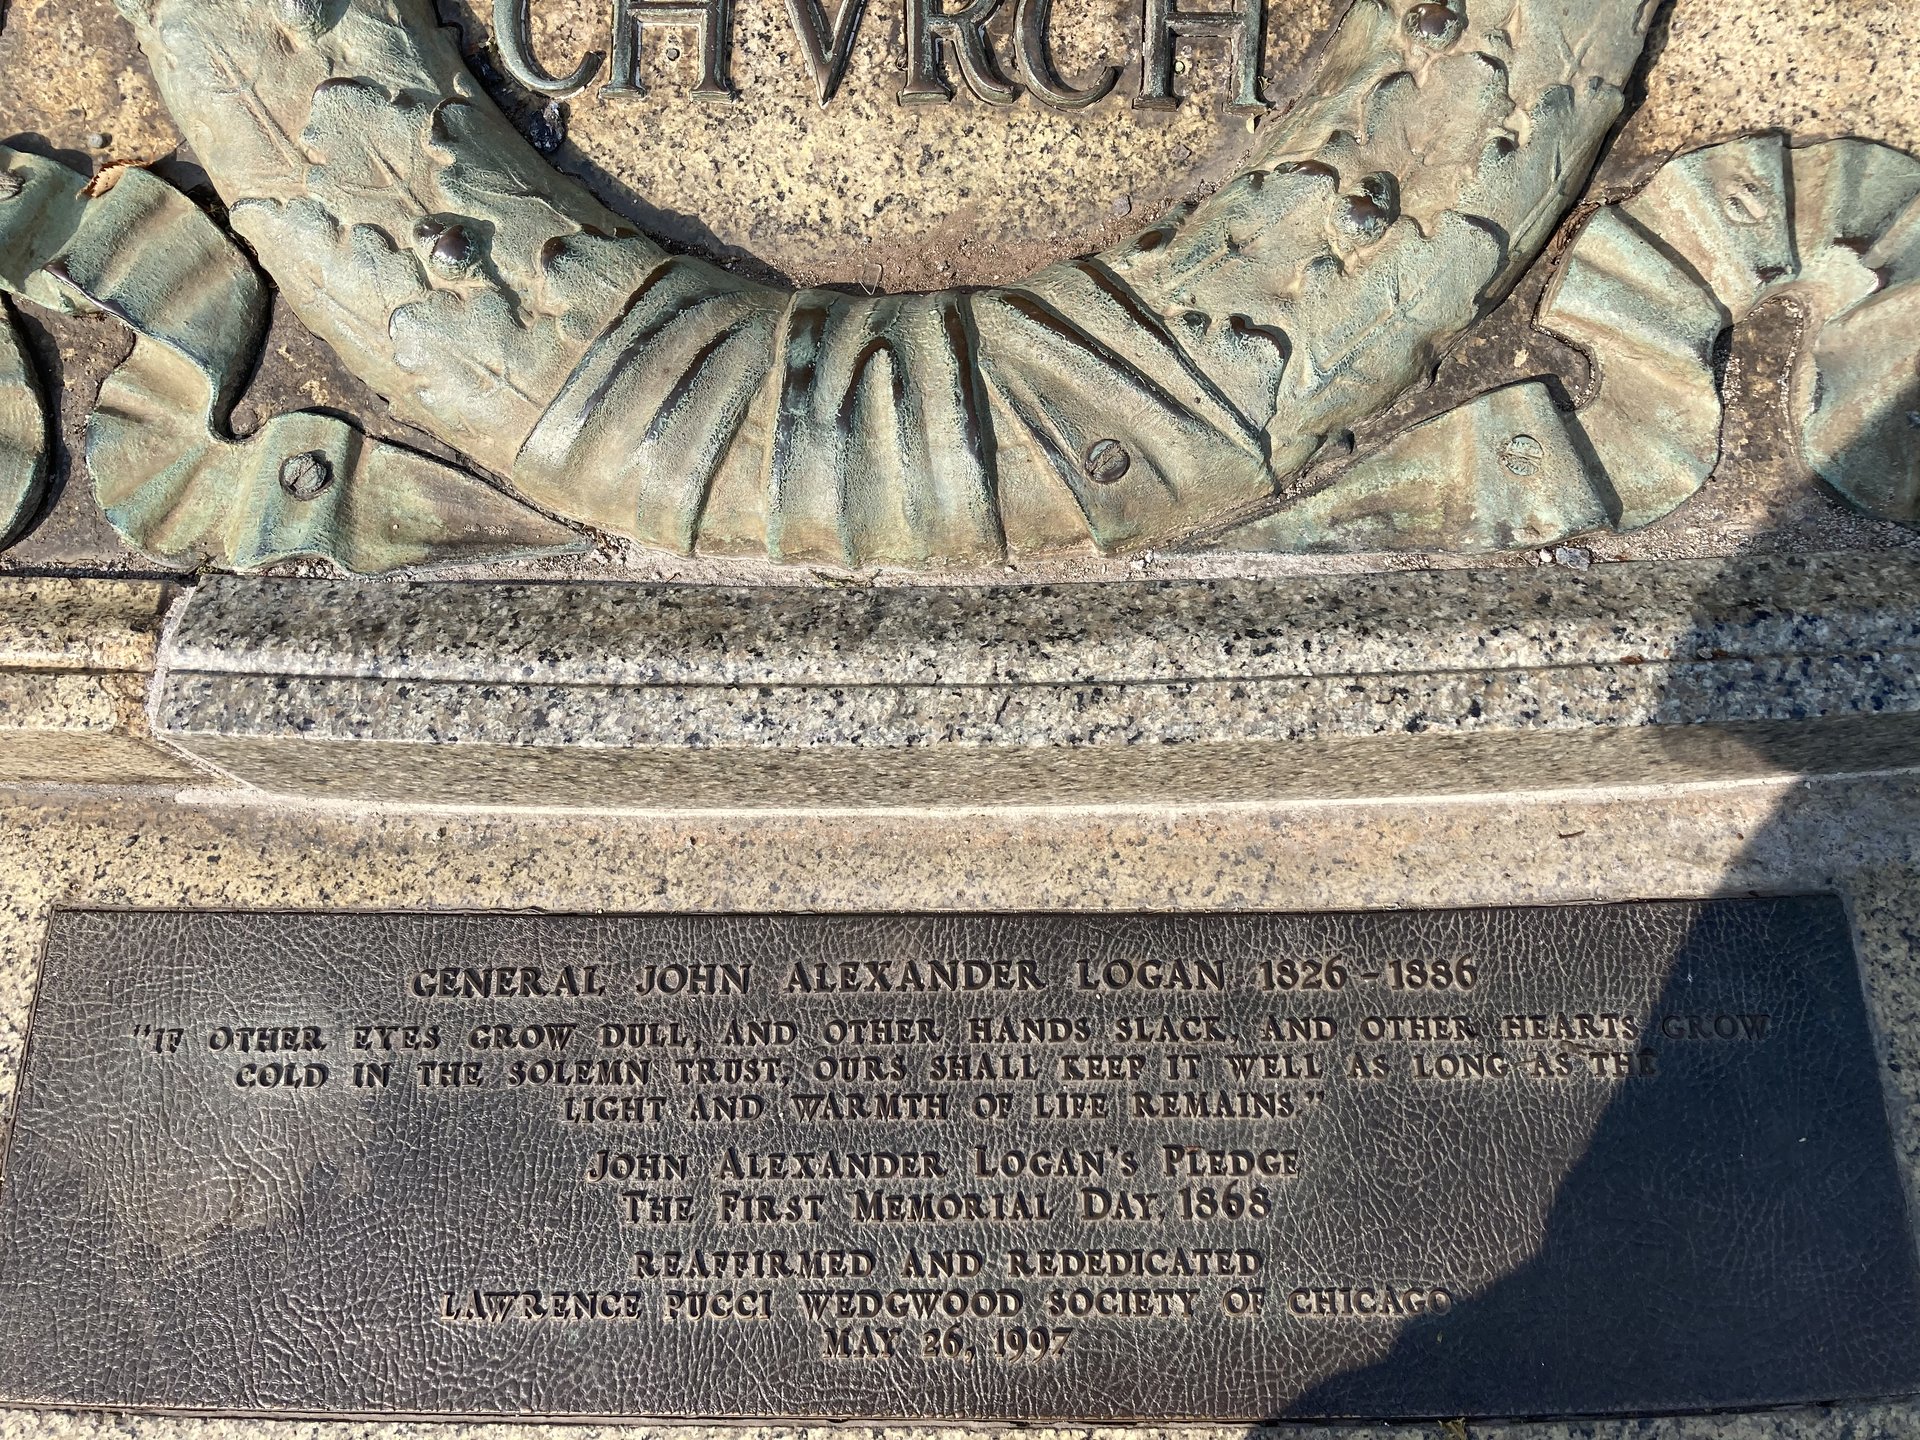 CHVRCH
GENERAL JOHN ALEXANDER LOGAN 1826-1886
"IF OTHER EYES GROW DULL, AND OTHER HANDS SLACK, AND OTHER HEARTS GROW
COLD IN THE SOLEMN TRUST, OURS SHALL KEEP IT WELL AS LONG AS THE
LIGHT AND WARMTH OF LIFE REMAINS."
JOHN ALEXANDER LOGAN'S PLEDGE
THE FIRST MEMORIAL DAY, 1868
REAFFIRMED AND REDEDICATED
LAWRENCE PUCCI WEDGWOOD SOCIETY OF CHICAGO
MAY 26, 1997